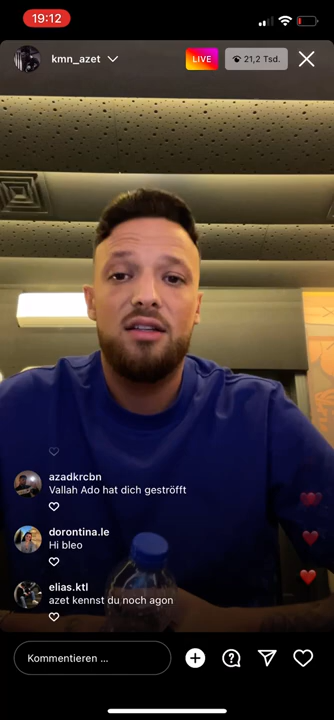 19:12
kmn_azet
LIVE
21,2 Tsd.
azadkrcbn
Vallah Ado hat dich geströfft
dorontina.le
Hi bleo
elias.ktl
azet kennst du noch agon
Kommentieren ...